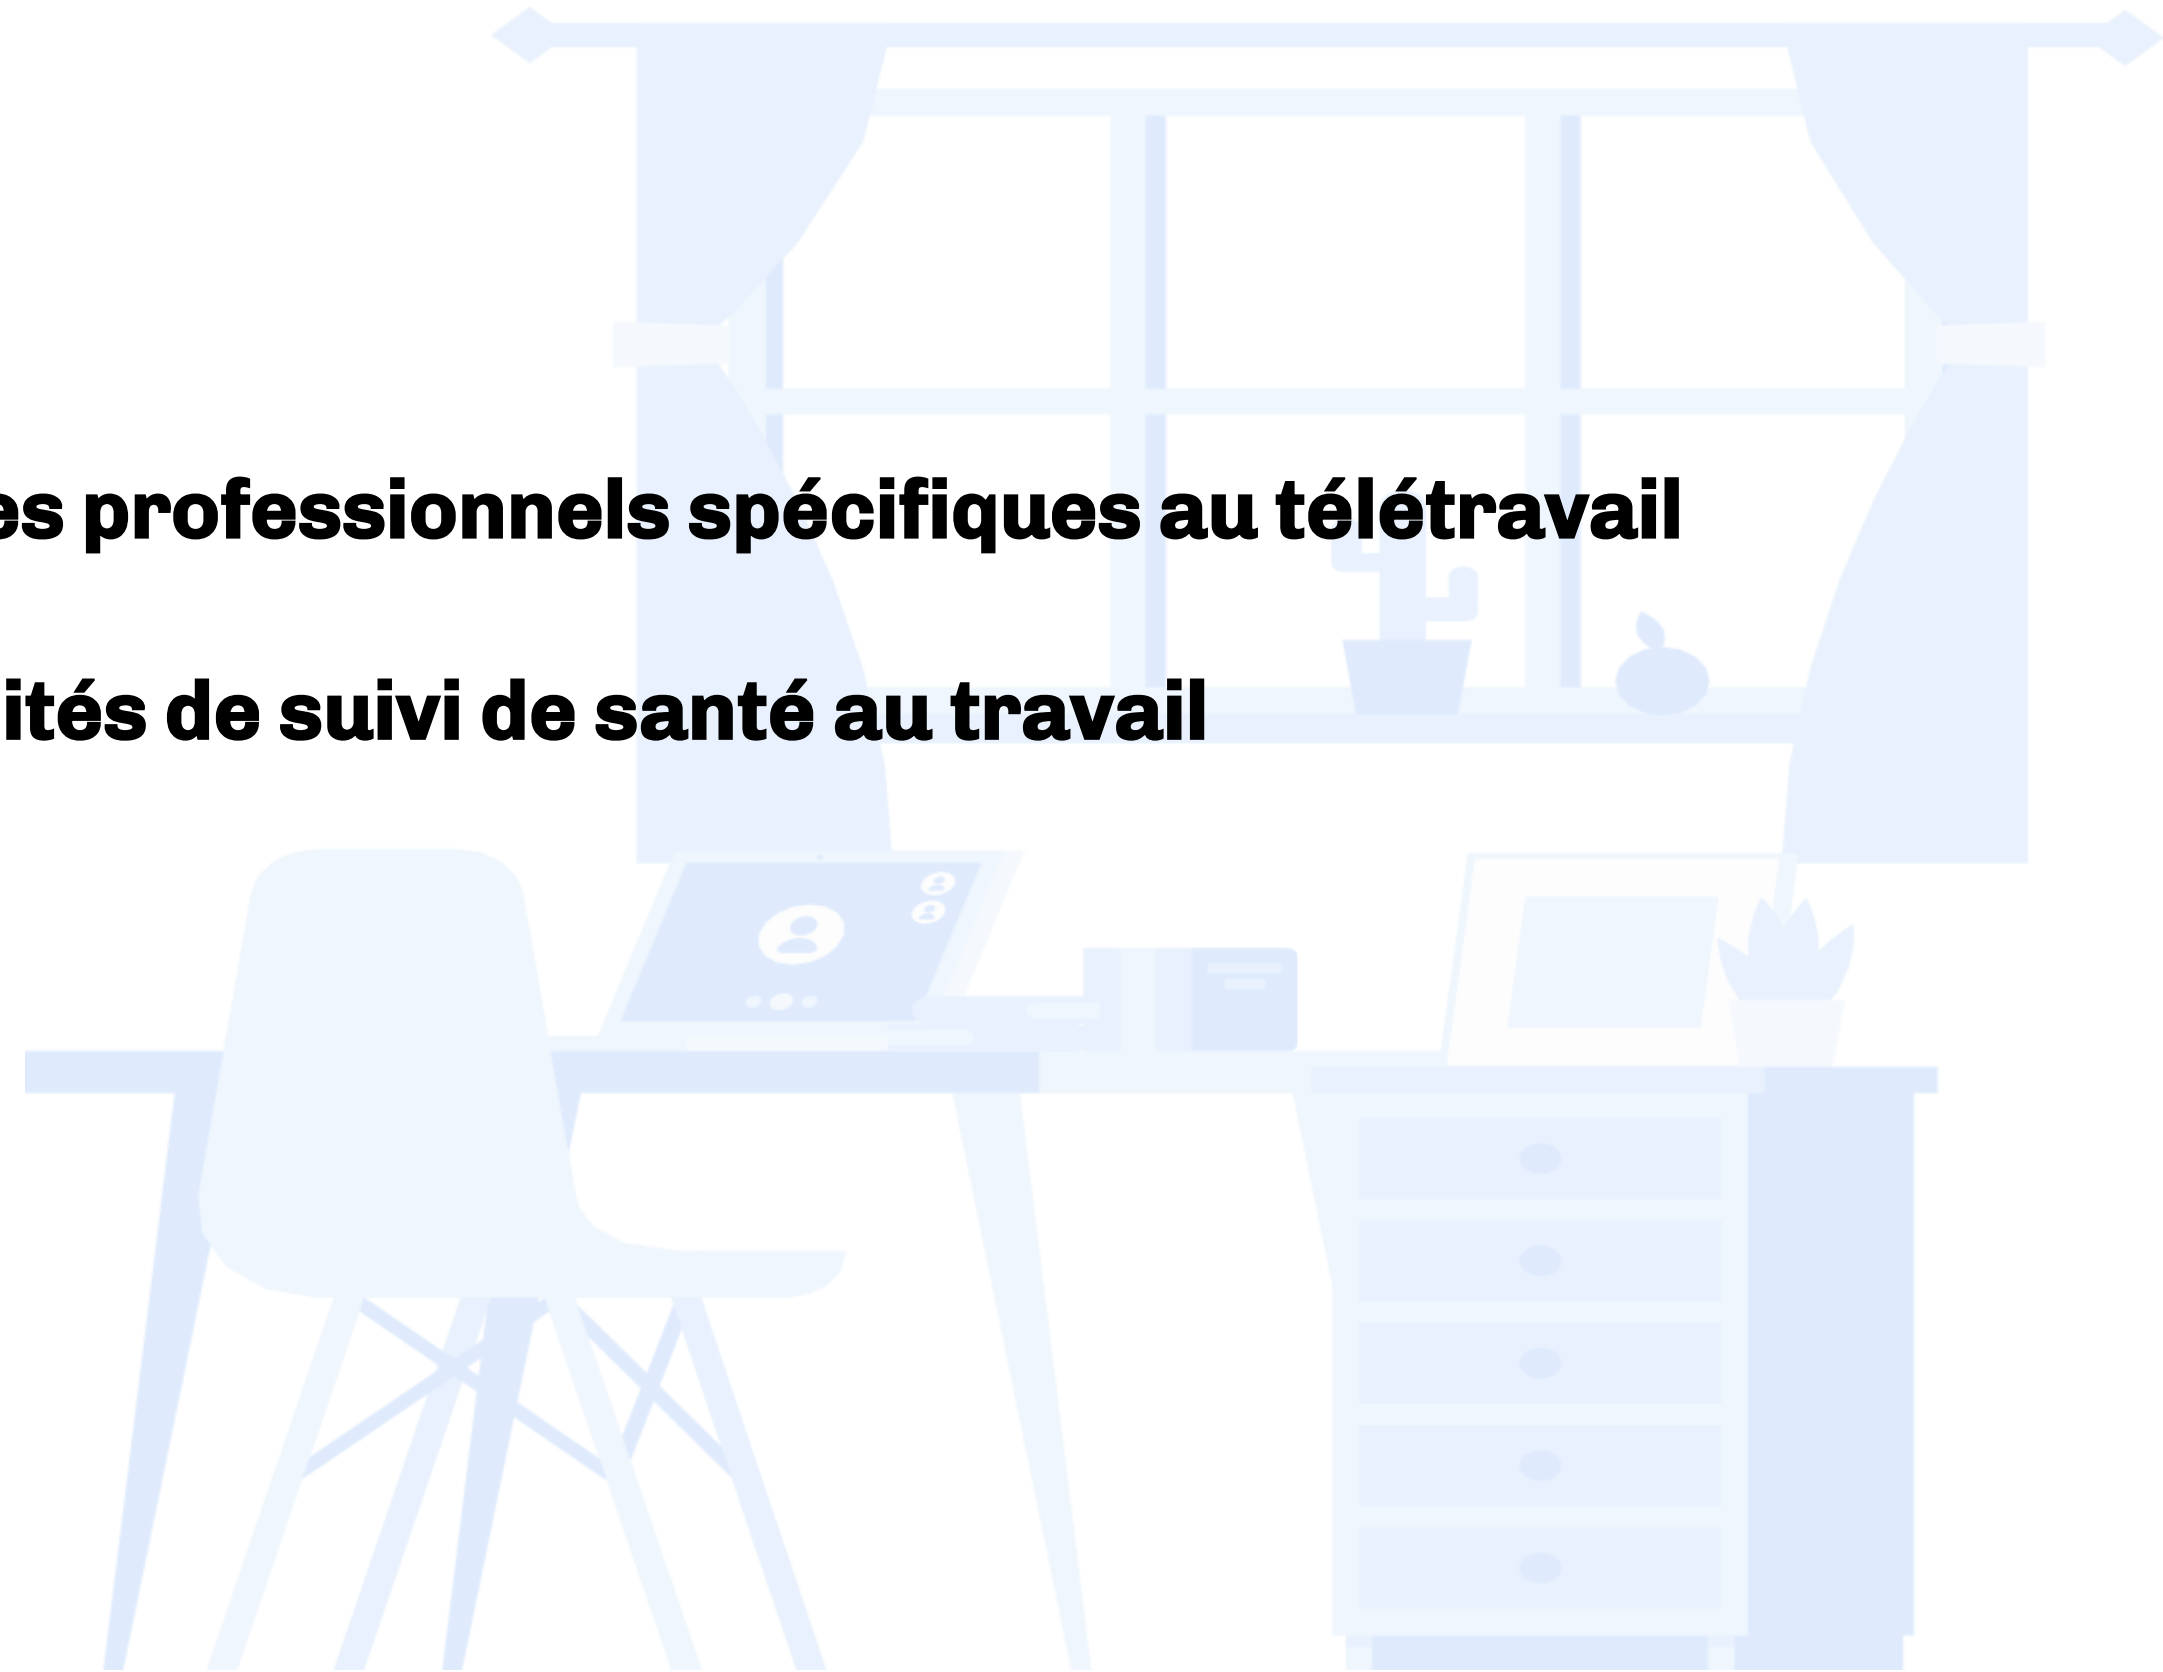 es professionnels spécifiques au télétravail
ités de suivi de santé au travail